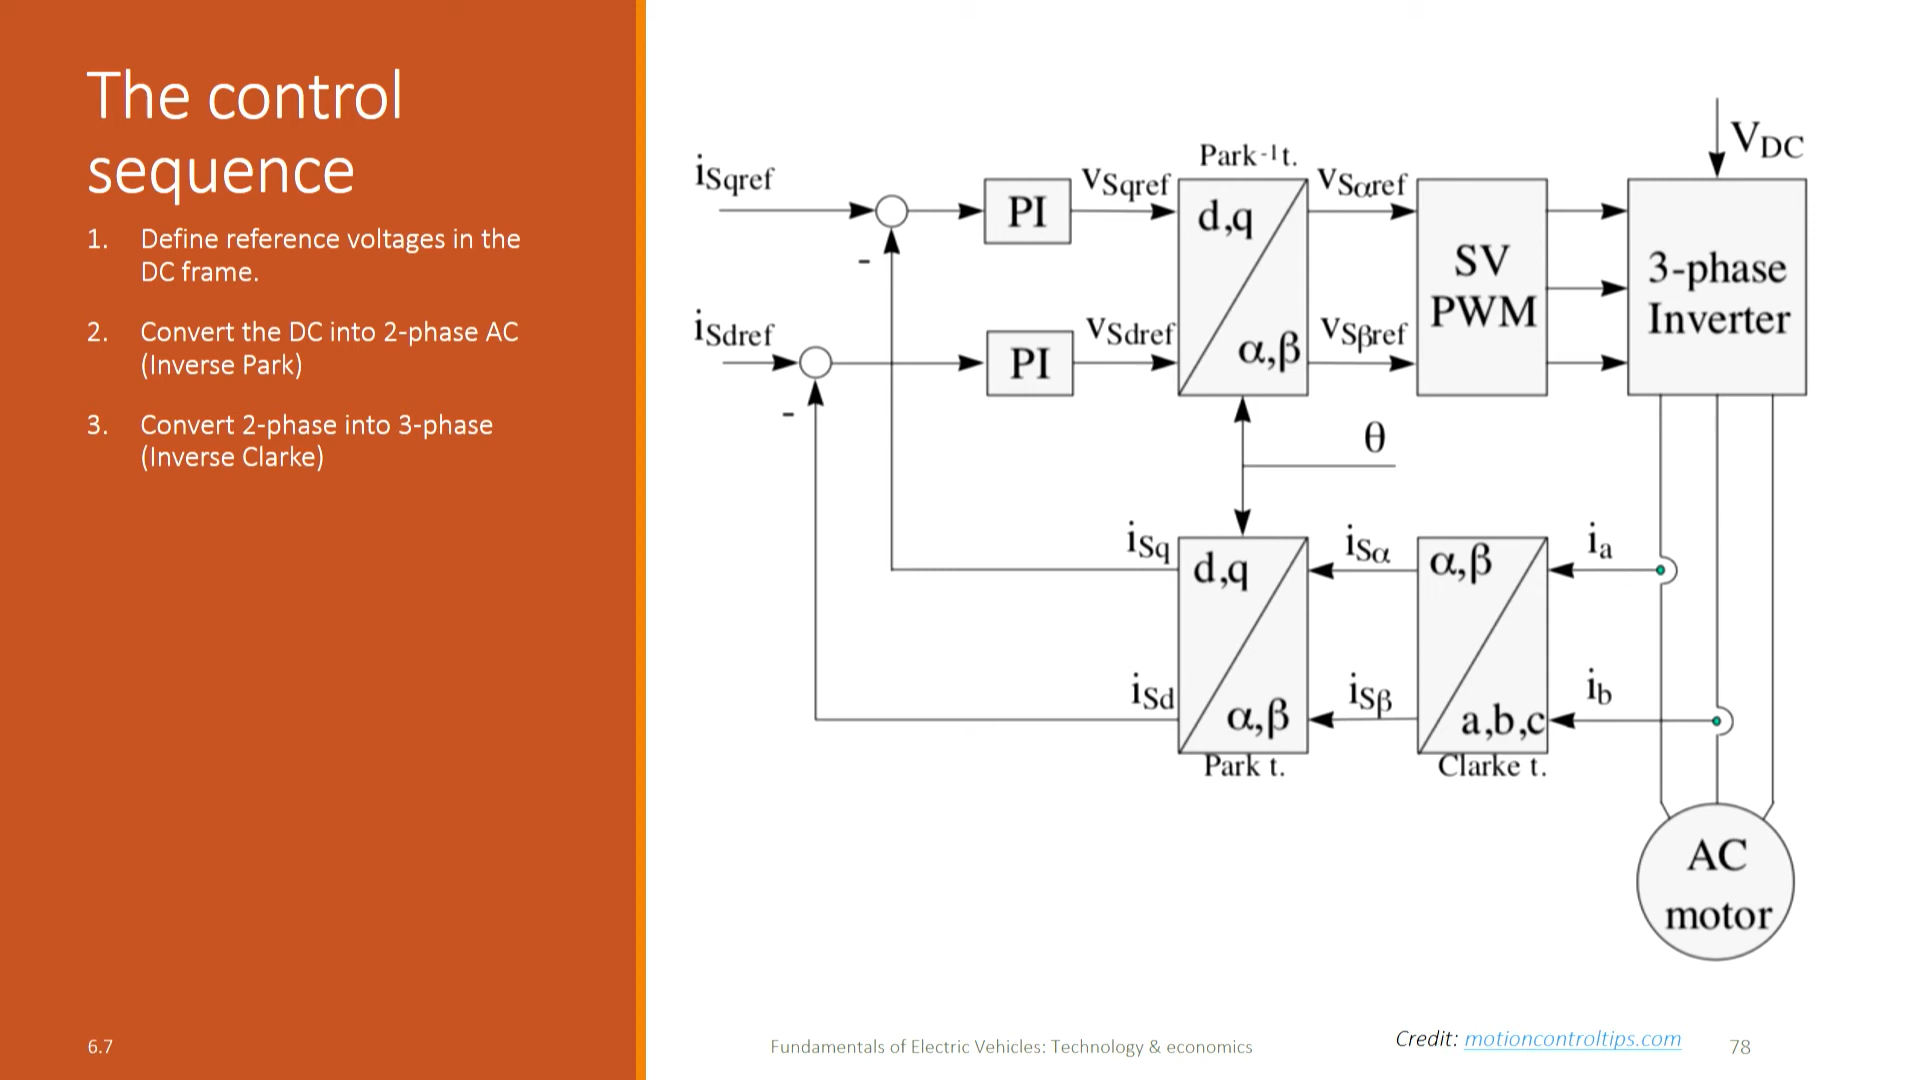 The control
sequence
1. Define reference voltages in the
DC frame.
2. Convert the DC into 2-phase AC
(Inverse Park)
3. Convert 2-phase into 3-phase
(Inverse Clarke)
6.7
iSqref
-
PI
vSqref
Park-1 t.
d,q
α,β
vSαref
SV
PWM
3-phase
Inverter
VDC
iSdref
-
PI
vSdref
vSβref
θ
iSq
d,q
α,β
Park t.
iSα
α,β
a,b,c
Clarke t.
ia
iSd
iSβ
ib
AC
motor
Credit: motioncontroltips.com
Fundamentals of Electric Vehicles: Technology & economics
78